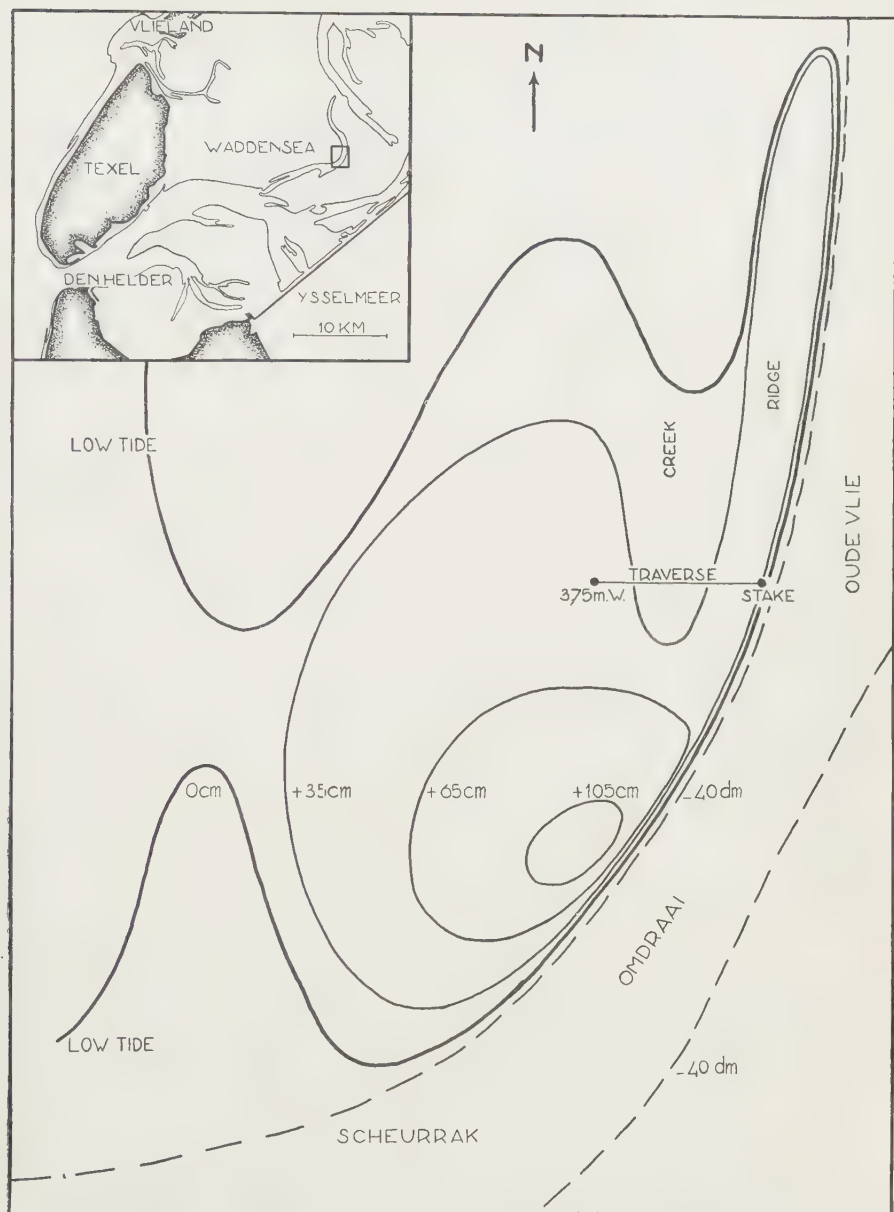 VLIELAND
N
WADDENSEA
TEXEL
DEN HELDER
YSSELMEER
10 KM
RIDGE
LOW TIDE
CREEK
OUDE VLIE
TRAVERSE
375m.W.
STAKE
0cm
+35cm
+65cm
+105cm
-40 dm
OMDRAAI
LOW TIDE
-40 dm
SCHEURRAK